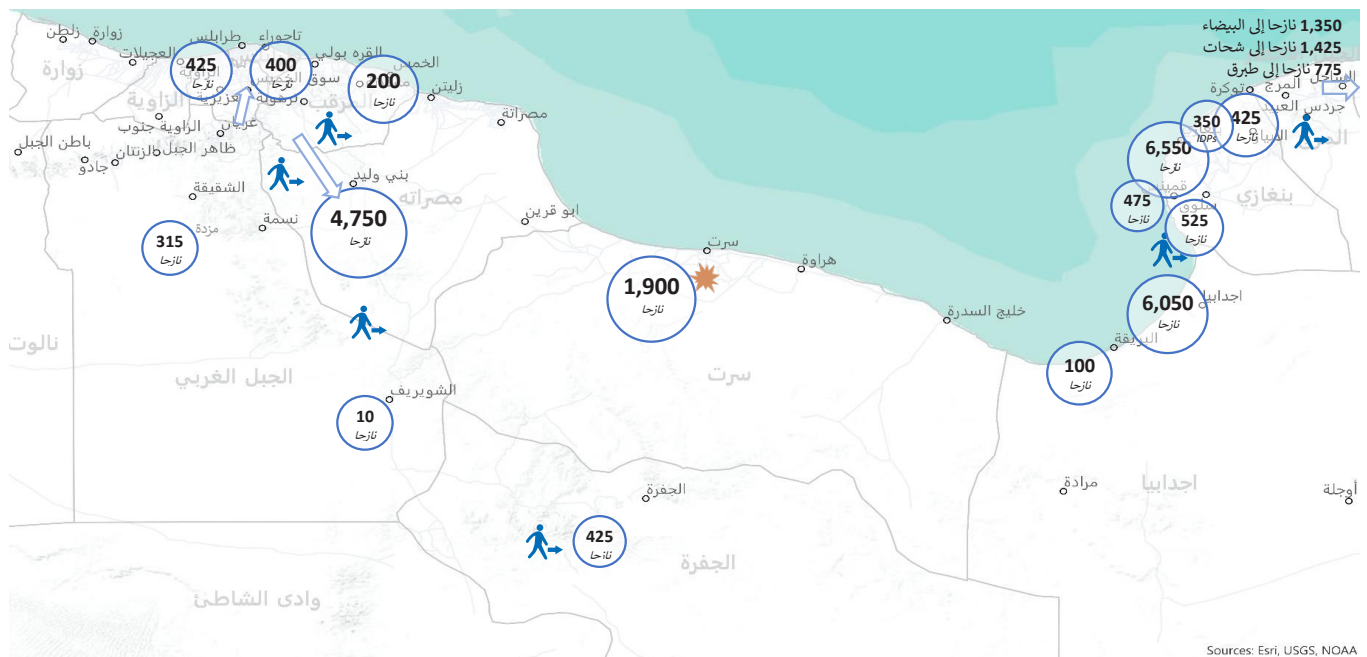 1,350 نازحا إلى البيضاء
1,425 نازحا إلى شحات
775 نازحا إلى طبرق
زلطن
زوارة
طرابلس
تاجوراء
العجيلات
القره بولي
الخمس
زوارة
425
نازحا
400
نازحا
200
نازحا
الزاوية
سوق الخميس
المرقب
زليتن
مصراتة
ترهونة
العزيزية
غريان
الزاوية جنوب
باطن الجبل
ظاهر الجبل
الزنتان
جادو
توكرة
المرج
الساحل
جردس العبيد
350
IDPs
425
نازحا
6,550
نازحا
بنغازي
قمينس
سلوق
475
نازحا
525
نازحا
الشقيقة
بني وليد
مصراته
4,750
نازحا
نسمة
مزدة
315
نازحا
ابو قرين
سرت
هراوة
1,900
نازحا
خليج السدرة
6,050
نازحا
اجدابيا
البريقة
100
نازحا
نالوت
الجبل الغربي
سرت
الشويريف
10
نازحا
الجفرة
مرادة
اجدابيا
أوجلة
425
نازحا
الجفرة
وادى الشاطئ
Sources: Esri, USGS, NOAA